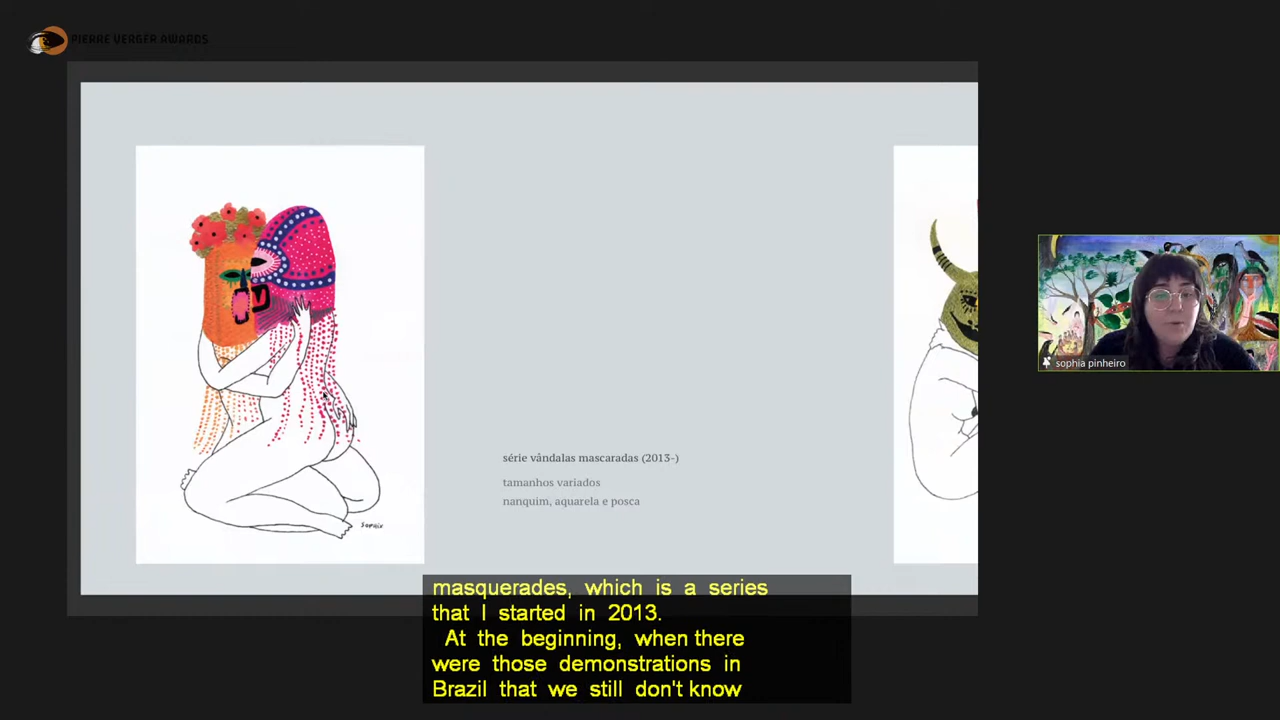 PIERRE VERGER AWARDS
série vândalas mascaradas (2013-)
tamanhos variados
nanquim, aquarela e posca
Sophia
sophia pinheiro
masquerades, which is a series
that I started in 2013.
At the beginning, when there
were those demonstrations in
Brazil that we still don't know